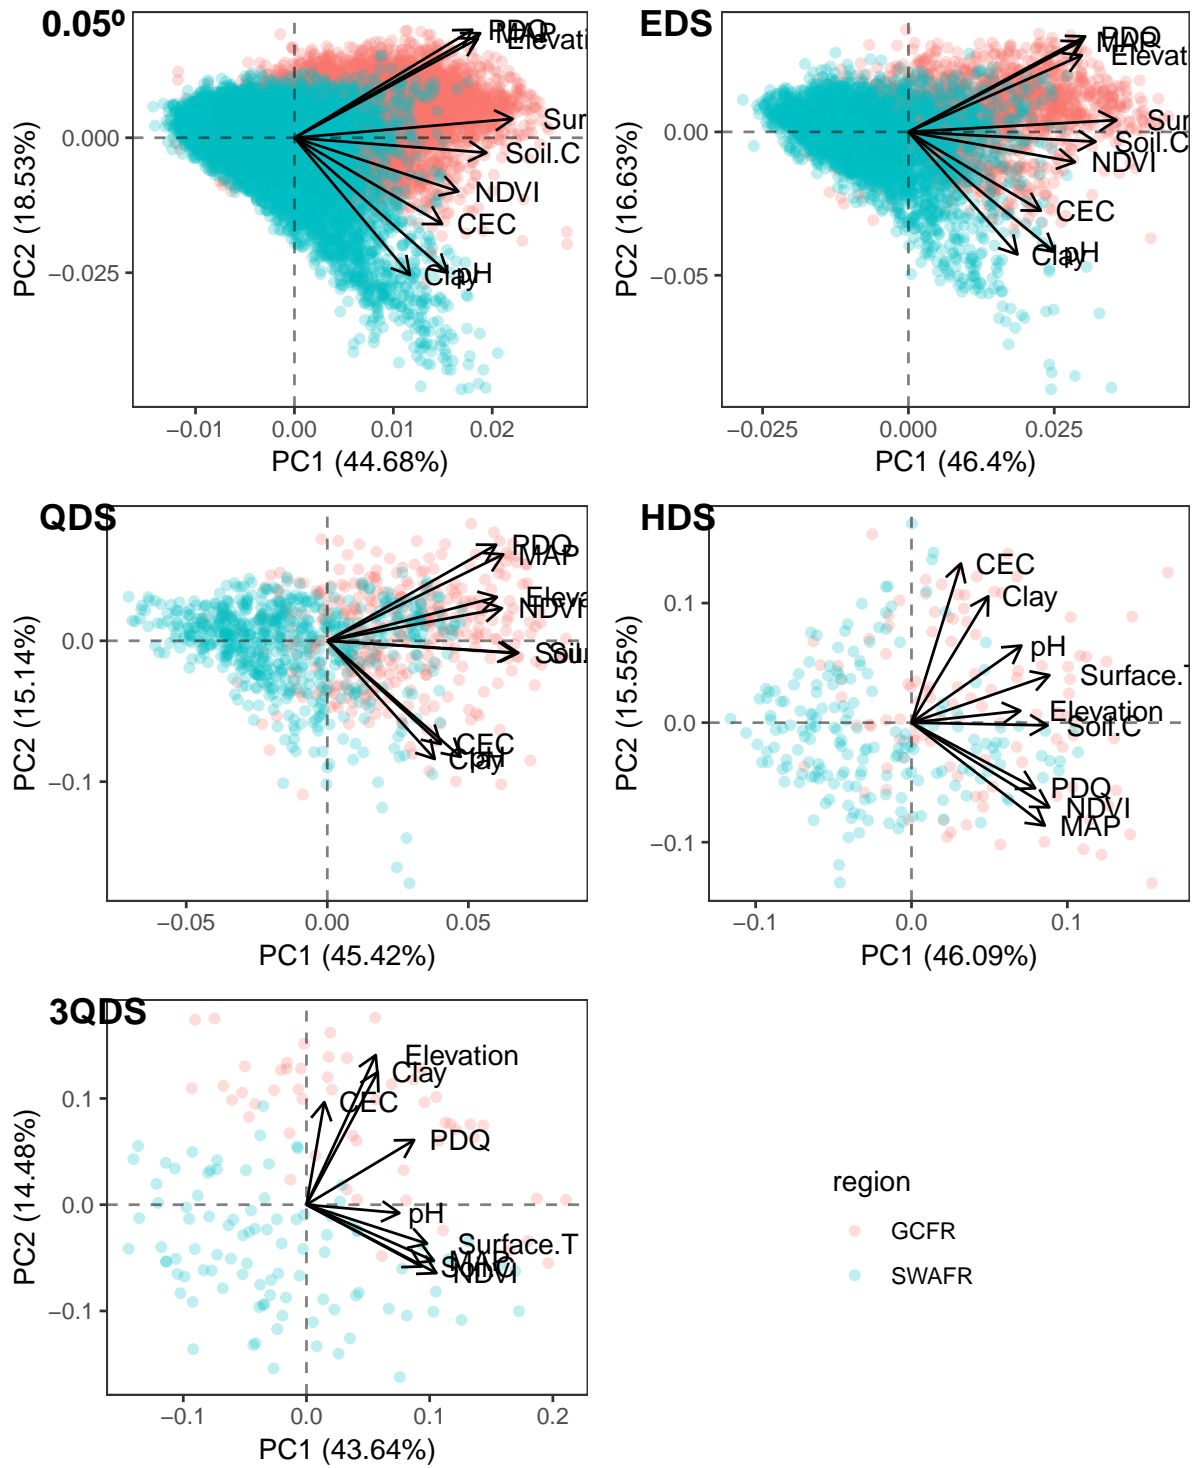 0.05º
PDQ
MAP
Elevati
Sur
Soil.C
NDVI
CEC
pH
Clay
0.000
−0.025
PC2 (18.53%)
−0.01 0.00 0.01 0.02
PC1 (44.68%)
EDS
PDQ
MAP
Elevat
Sur
Soil.C
NDVI
CEC
pH
Clay
0.00
−0.05
PC2 (16.63%)
−0.025 0.000 0.025
PC1 (46.4%)
QDS
PDQ
MAP
Eleva
NDVI
Soil.
Su
CEC
pH
Clay
0.0
−0.1
PC2 (15.14%)
−0.05 0.00 0.05
PC1 (45.42%)
HDS
CEC
Clay
pH
Surface.T
Elevation
Soil.C
PDQ
NDVI
MAP
0.1
0.0
−0.1
PC2 (15.55%)
−0.1 0.0 0.1
PC1 (46.09%)
3QDS
Elevation
Clay
CEC
PDQ
pH
Surface.T
MAP
Soil.C
NDVI
0.1
0.0
−0.1
PC2 (14.48%)
−0.1 0.0 0.1 0.2
PC1 (43.64%)
region
GCFR
SWAFR